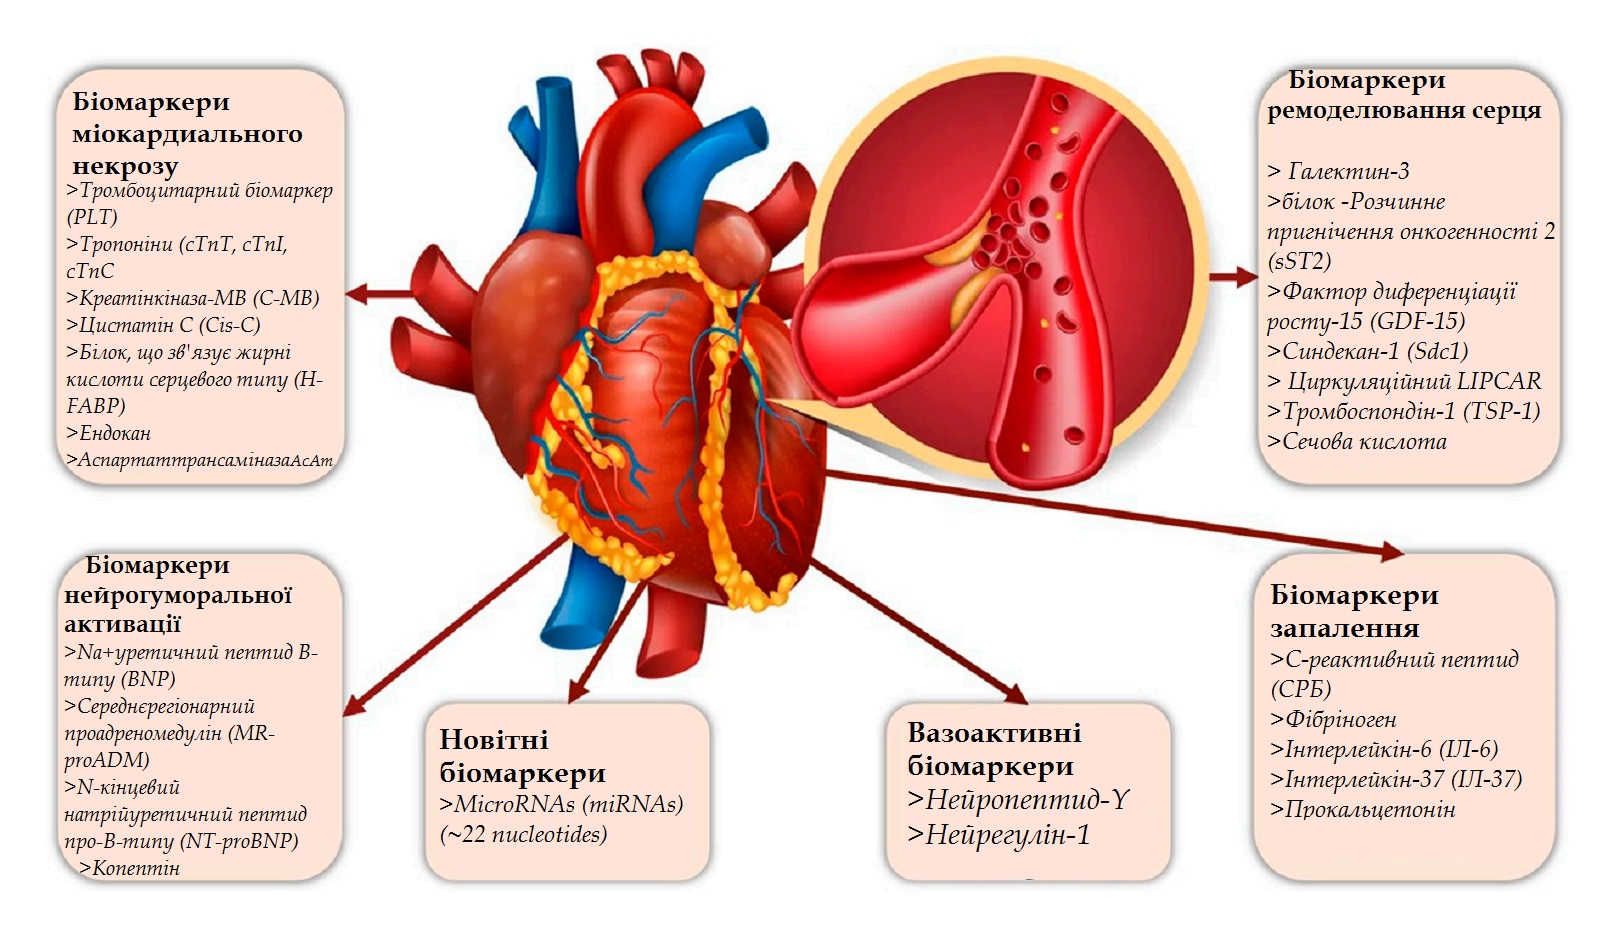 Біомаркери
міокардиального
некрозу
>Тромбоцитарний біомаркер
(PLT)
>Тропоніни (cTnT, cTnI,
cTnC
>Креатінкіназа-МВ (C-MB)
>Цистатін С (Cis-C)
>Білок, що зв'язує жирні
кислоти серцевого типу (H-
FABP)
>Ендокан
>АспартаттрансаміназаАсАт
Біомаркери
ремоделювання серця
> Галектин-3
>білок -Розчинне
пригнічення онкогенності 2
(sST2)
>Фактор диференціації
росту-15 (GDF-15)
>Синдекан-1 (Sdc1)
> Циркуляційний LIPCAR
>Тромбоспондін-1 (TSP-1)
>Сечова кислота
Біомаркери
нейрогуморальної
активації
>Na+уретичний пептид В-
типу (BNP)
>Середнєрегіонарний
проадреномедулін (MR-
proADM)
>N-кінцевий
натрійуретичний пептид
про-В-типу (NT-proBNP)
>Копептін
Новітні
біомаркери
>MicroRNAs (miRNAs)
(~22 nucleotides)
Вазоактивні
біомаркери
>Нейропептид-Y
>Нейрегулін-1
Біомаркери
запалення
>С-реактивний пептид
(СРБ)
>Фібріноген
>Інтерлейкін-6 (ІЛ-6)
>Інтерлейкін-37 (ІЛ-37)
>Прокальцетонін